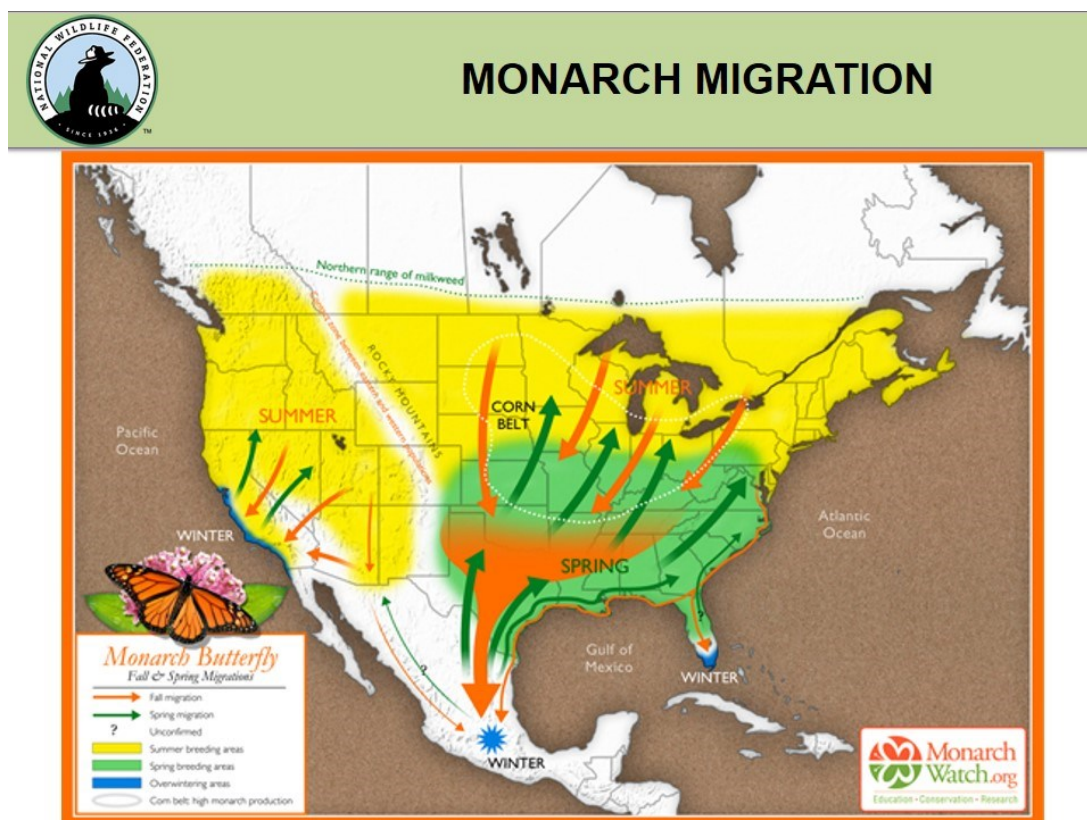 NATIONAL WILDLIFE FEDERATION
SINCE 1936
TM
MONARCH MIGRATION
Northern range of milkweed
ROCKY MOUNTAINS
SUMMER
SUMMER
CORN
BELT
Pacific
Ocean
Atlantic
Ocean
WINTER
SPRING
?
?
Gulf of
Mexico
WINTER
WINTER
Monarch Butterfly
Fall & Spring Migrations
Fall migration
Spring migration
? Unconfirmed
Summer breeding areas
Spring breeding areas
Overwintering areas
Corn belt: high monarch production
Monarch
Watch.org
Education • Conservation • Research